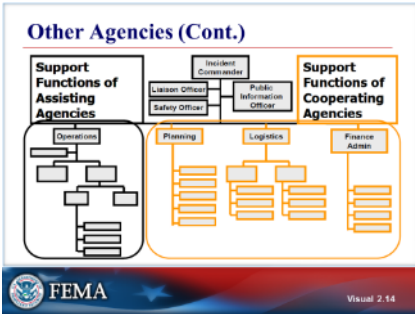 Other Agencies (Cont.)
Support
Functions of
Assisting
Agencies
Incident
Commander
Liaison Officer
Safety Officer
Public
Information
Officer
Support
Functions of
Cooperating
Agencies
Operations
Planning
Logistics
Finance
Admin
FEMA
Visual 2.14